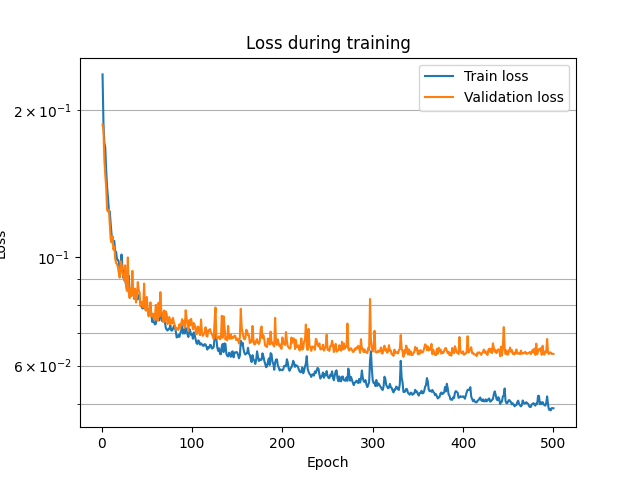 Loss during training
Train loss
Validation loss
2 × 10⁻¹
10⁻¹
6 × 10⁻²
Loss
0 100 200 300 400 500
Epoch